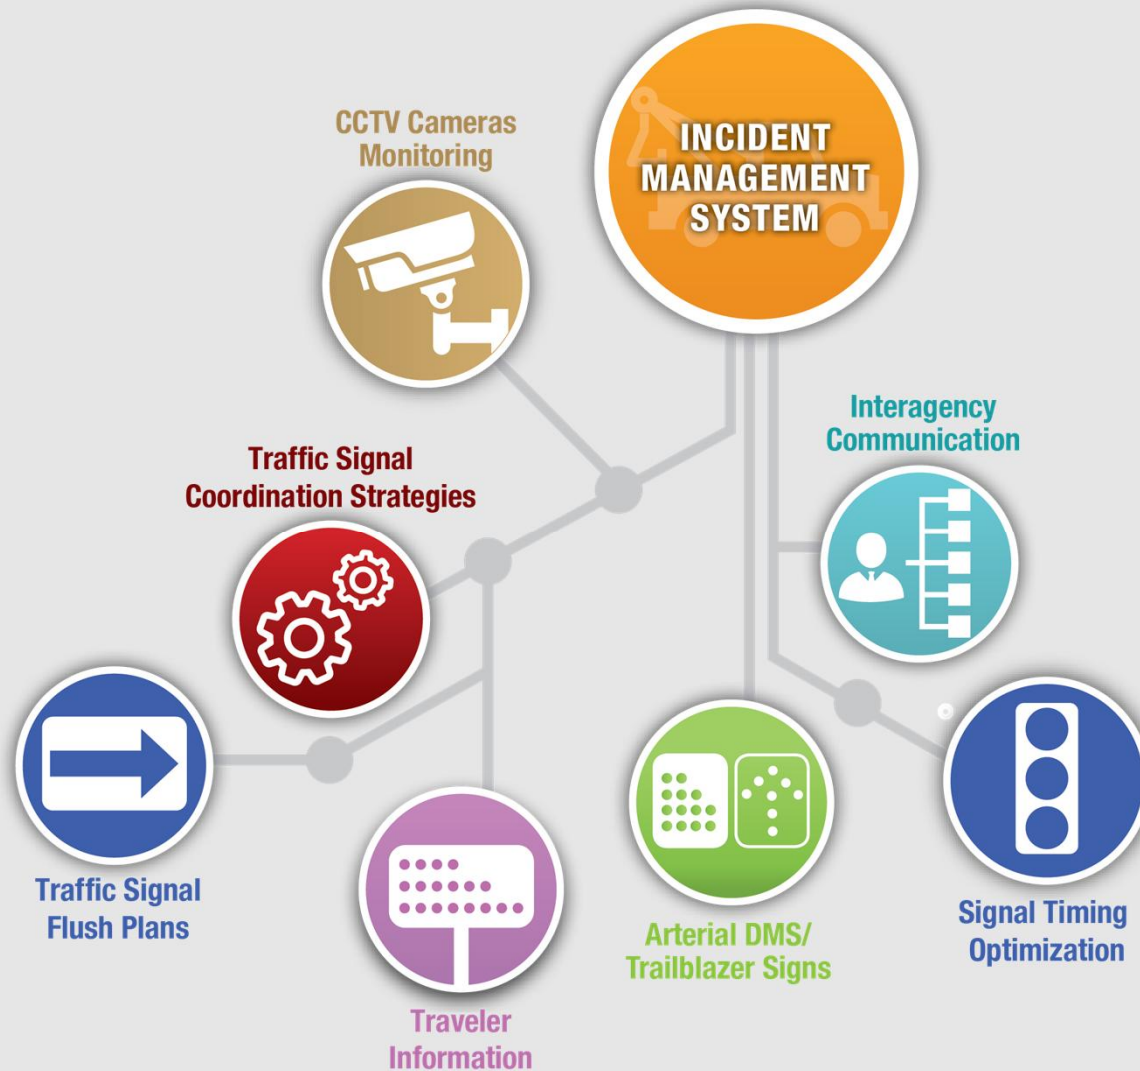 INCIDENT
MANAGEMENT
SYSTEM
CCTV Cameras
Monitoring
Interagency
Communication
Traffic Signal
Coordination Strategies
Traffic Signal
Flush Plans
Traveler
Information
Arterial DMS/
Trailblazer Signs
Signal Timing
Optimization